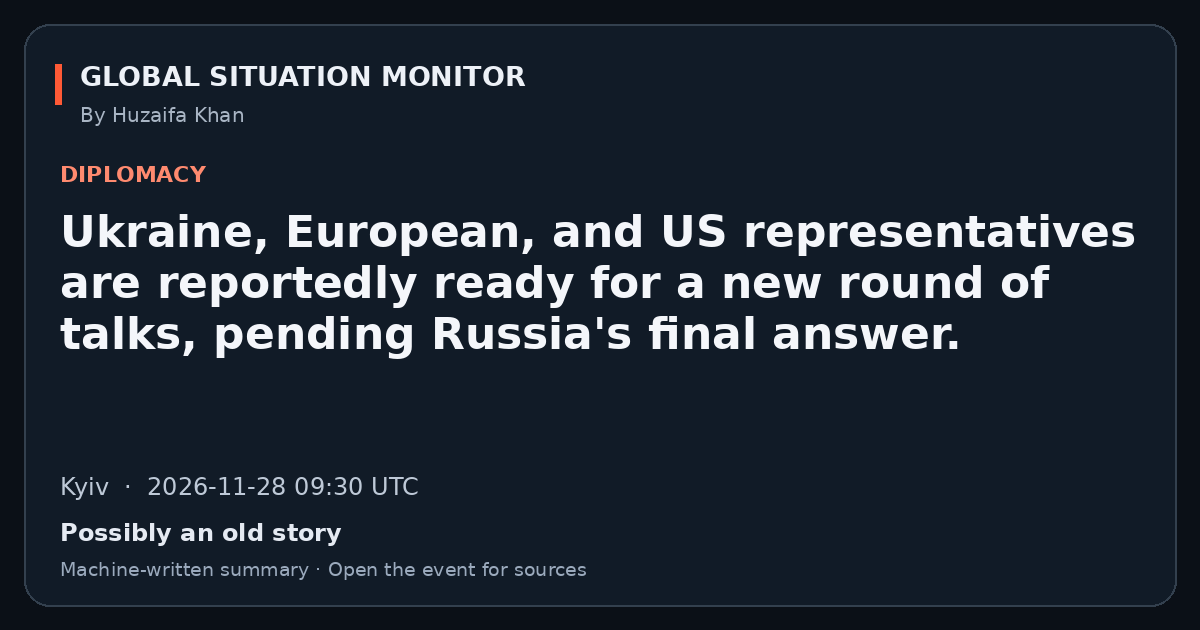 GLOBAL SITUATION MONITOR
By Huzaifa Khan
DIPLOMACY
Ukraine, European, and US representatives
are reportedly ready for a new round of
talks, pending Russia's final answer.
Kyiv · 2026-11-28 09:30 UTC
Possibly an old story
Machine-written summary · Open the event for sources